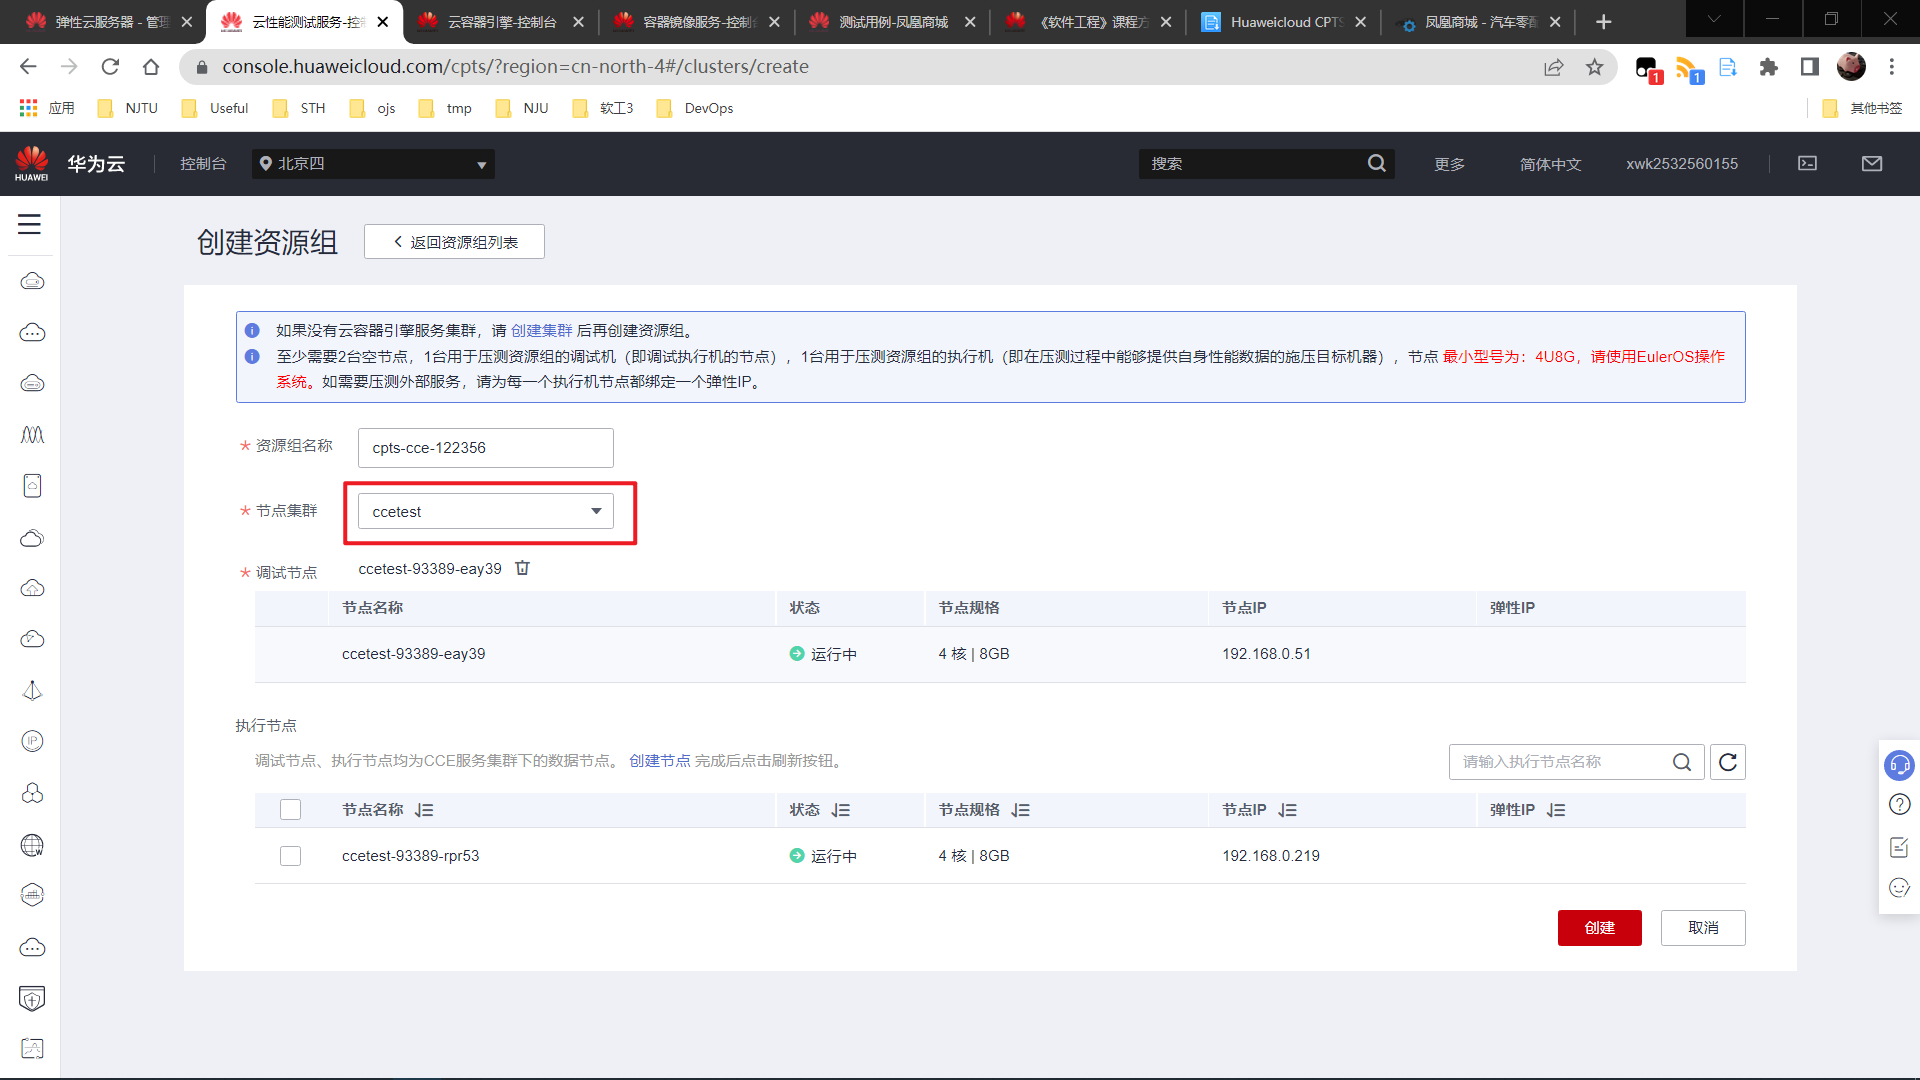 弹性云服务器 - 管理
云性能测试服务-控制
云容器引擎-控制台
容器镜像服务-控制台
测试用例-凤凰商城
《软件工程》课程方
Huaweicloud CPTS
凤凰商城 - 汽车零配
console.huaweicloud.com/cpts/?region=cn-north-4#/clusters/create
1
1
应用
NJTU
Useful
STH
ojs
tmp
NJU
软工3
DevOps
其他书签
HUAWEI
华为云
控制台
北京四
搜索
更多
简体中文
xwk2532560155
创建资源组
返回资源组列表
如果没有云容器引擎服务集群，请 创建集群 后再创建资源组。
至少需要2台空节点，1台用于压测资源组的调试机（即调试执行机的节点），1台用于压测资源组的执行机（即在压测过程中能够提供自身性能数据的施压目标机器），节点 最小型号为：4U8G，请使用EulerOS操作
系统。如需要压测外部服务，请为每一个执行机节点都绑定一个弹性IP。
* 资源组名称 cpts-cce-122356
* 节点集群 ccetest
* 调试节点 ccetest-93389-eay39
节点名称 状态 节点规格 节点IP 弹性IP
ccetest-93389-eay39 运行中 4 核 | 8GB 192.168.0.51
执行节点
调试节点、执行节点均为CCE服务集群下的数据节点。 创建节点 完成后点击刷新按钮。
请输入执行节点名称
节点名称 状态 节点规格 节点IP 弹性IP
ccetest-93389-rpr53 运行中 4 核 | 8GB 192.168.0.219
创建
取消
IP